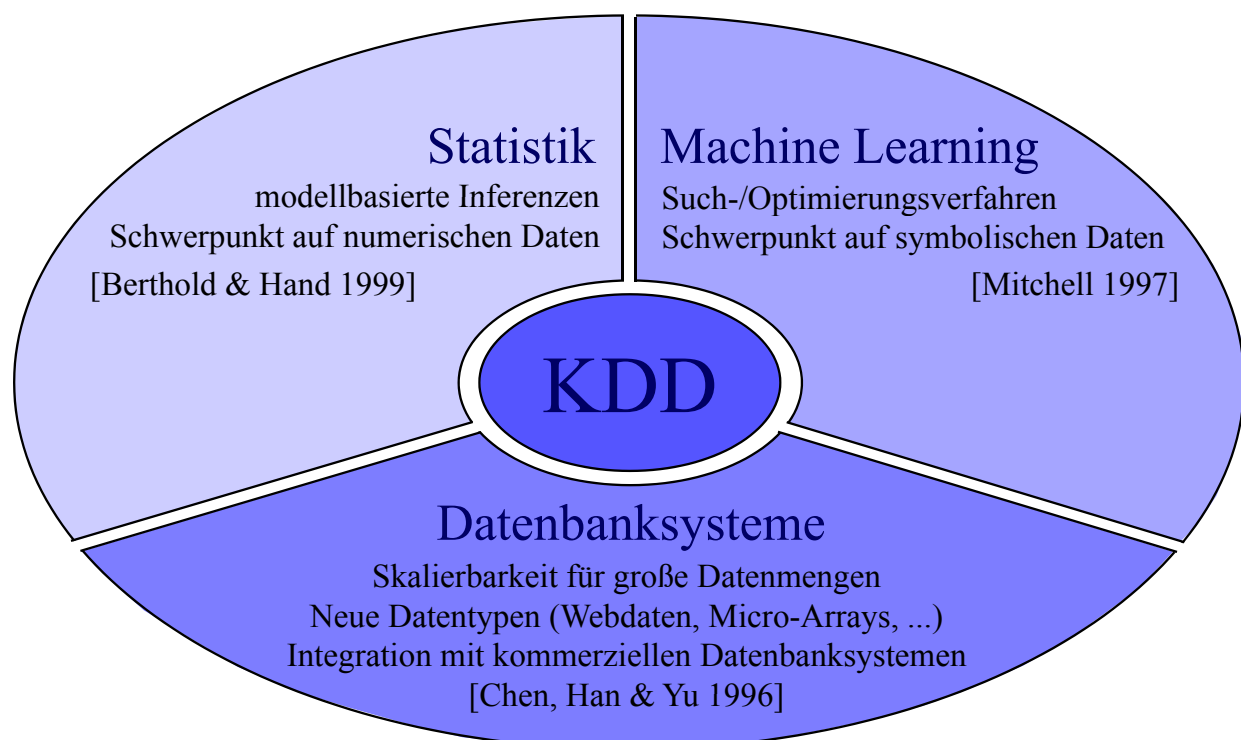 Statistik
modellbasierte Inferenzen
Schwerpunkt auf numerischen Daten
[Berthold & Hand 1999]
Machine Learning
Such-/Optimierungsverfahren
Schwerpunkt auf symbolischen Daten
[Mitchell 1997]
KDD
Datenbanksysteme
Skalierbarkeit für große Datenmengen
Neue Datentypen (Webdaten, Micro-Arrays, ...)
Integration mit kommerziellen Datenbanksystemen
[Chen, Han & Yu 1996]